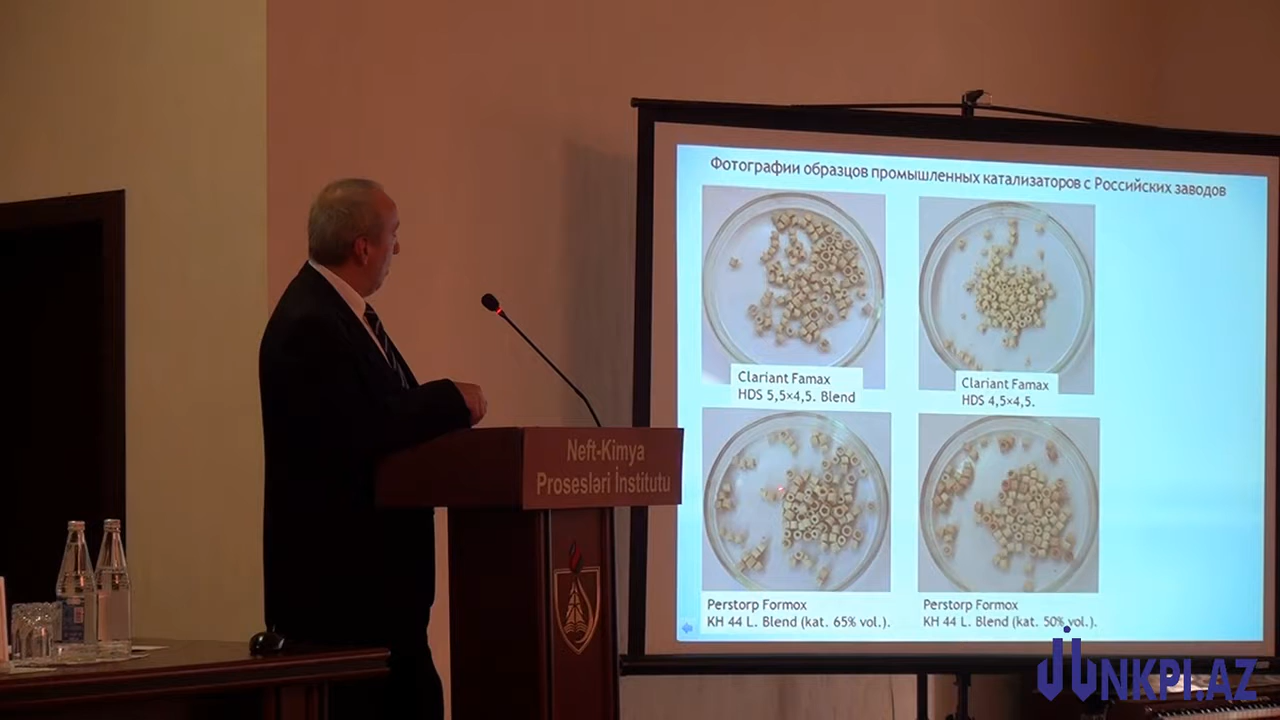 Фотографии образцов промышленных катализаторов с Российских заводов
Clariant Famax
HDS 5,5×4,5. Blend
Clariant Famax
HDS 4,5×4,5.
Perstorp Formox
KH 44 L. Blend (kat. 65% vol.).
Perstorp Formox
KH 44 L. Blend (kat. 50% vol.).
Neft-Kimya
Prosesləri İnstitutu
NKPI.AZ